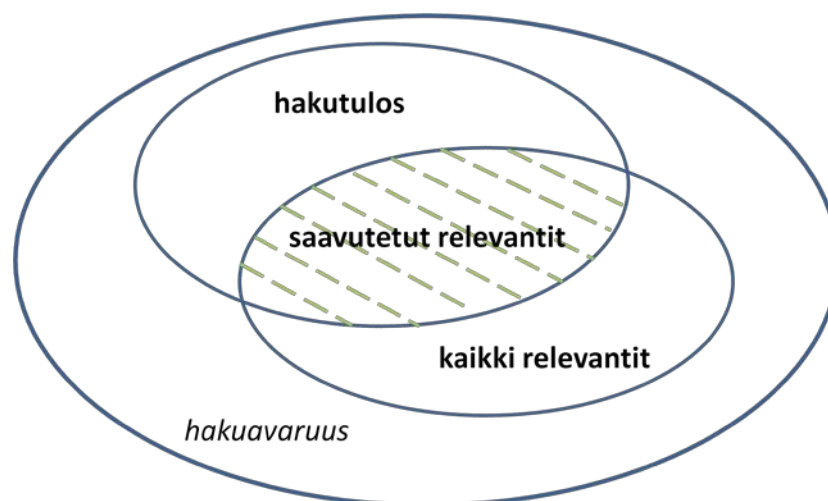 hakutulos
saavutetut relevantit
kaikki relevantit
hakuavaruus